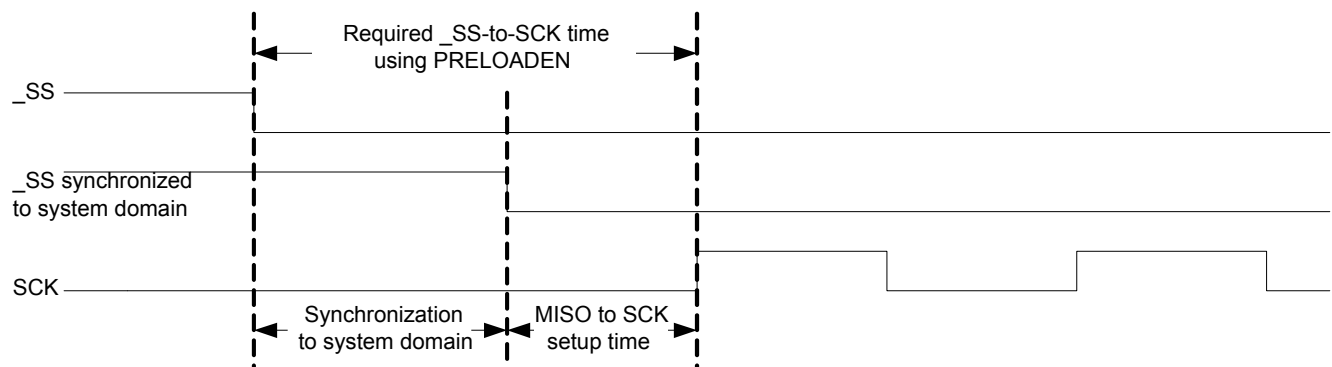 Required _SS-to-SCK time
using PRELOADEN
_SS
_SS synchronized
to system domain
SCK
Synchronization
to system domain
MISO to SCK
setup time